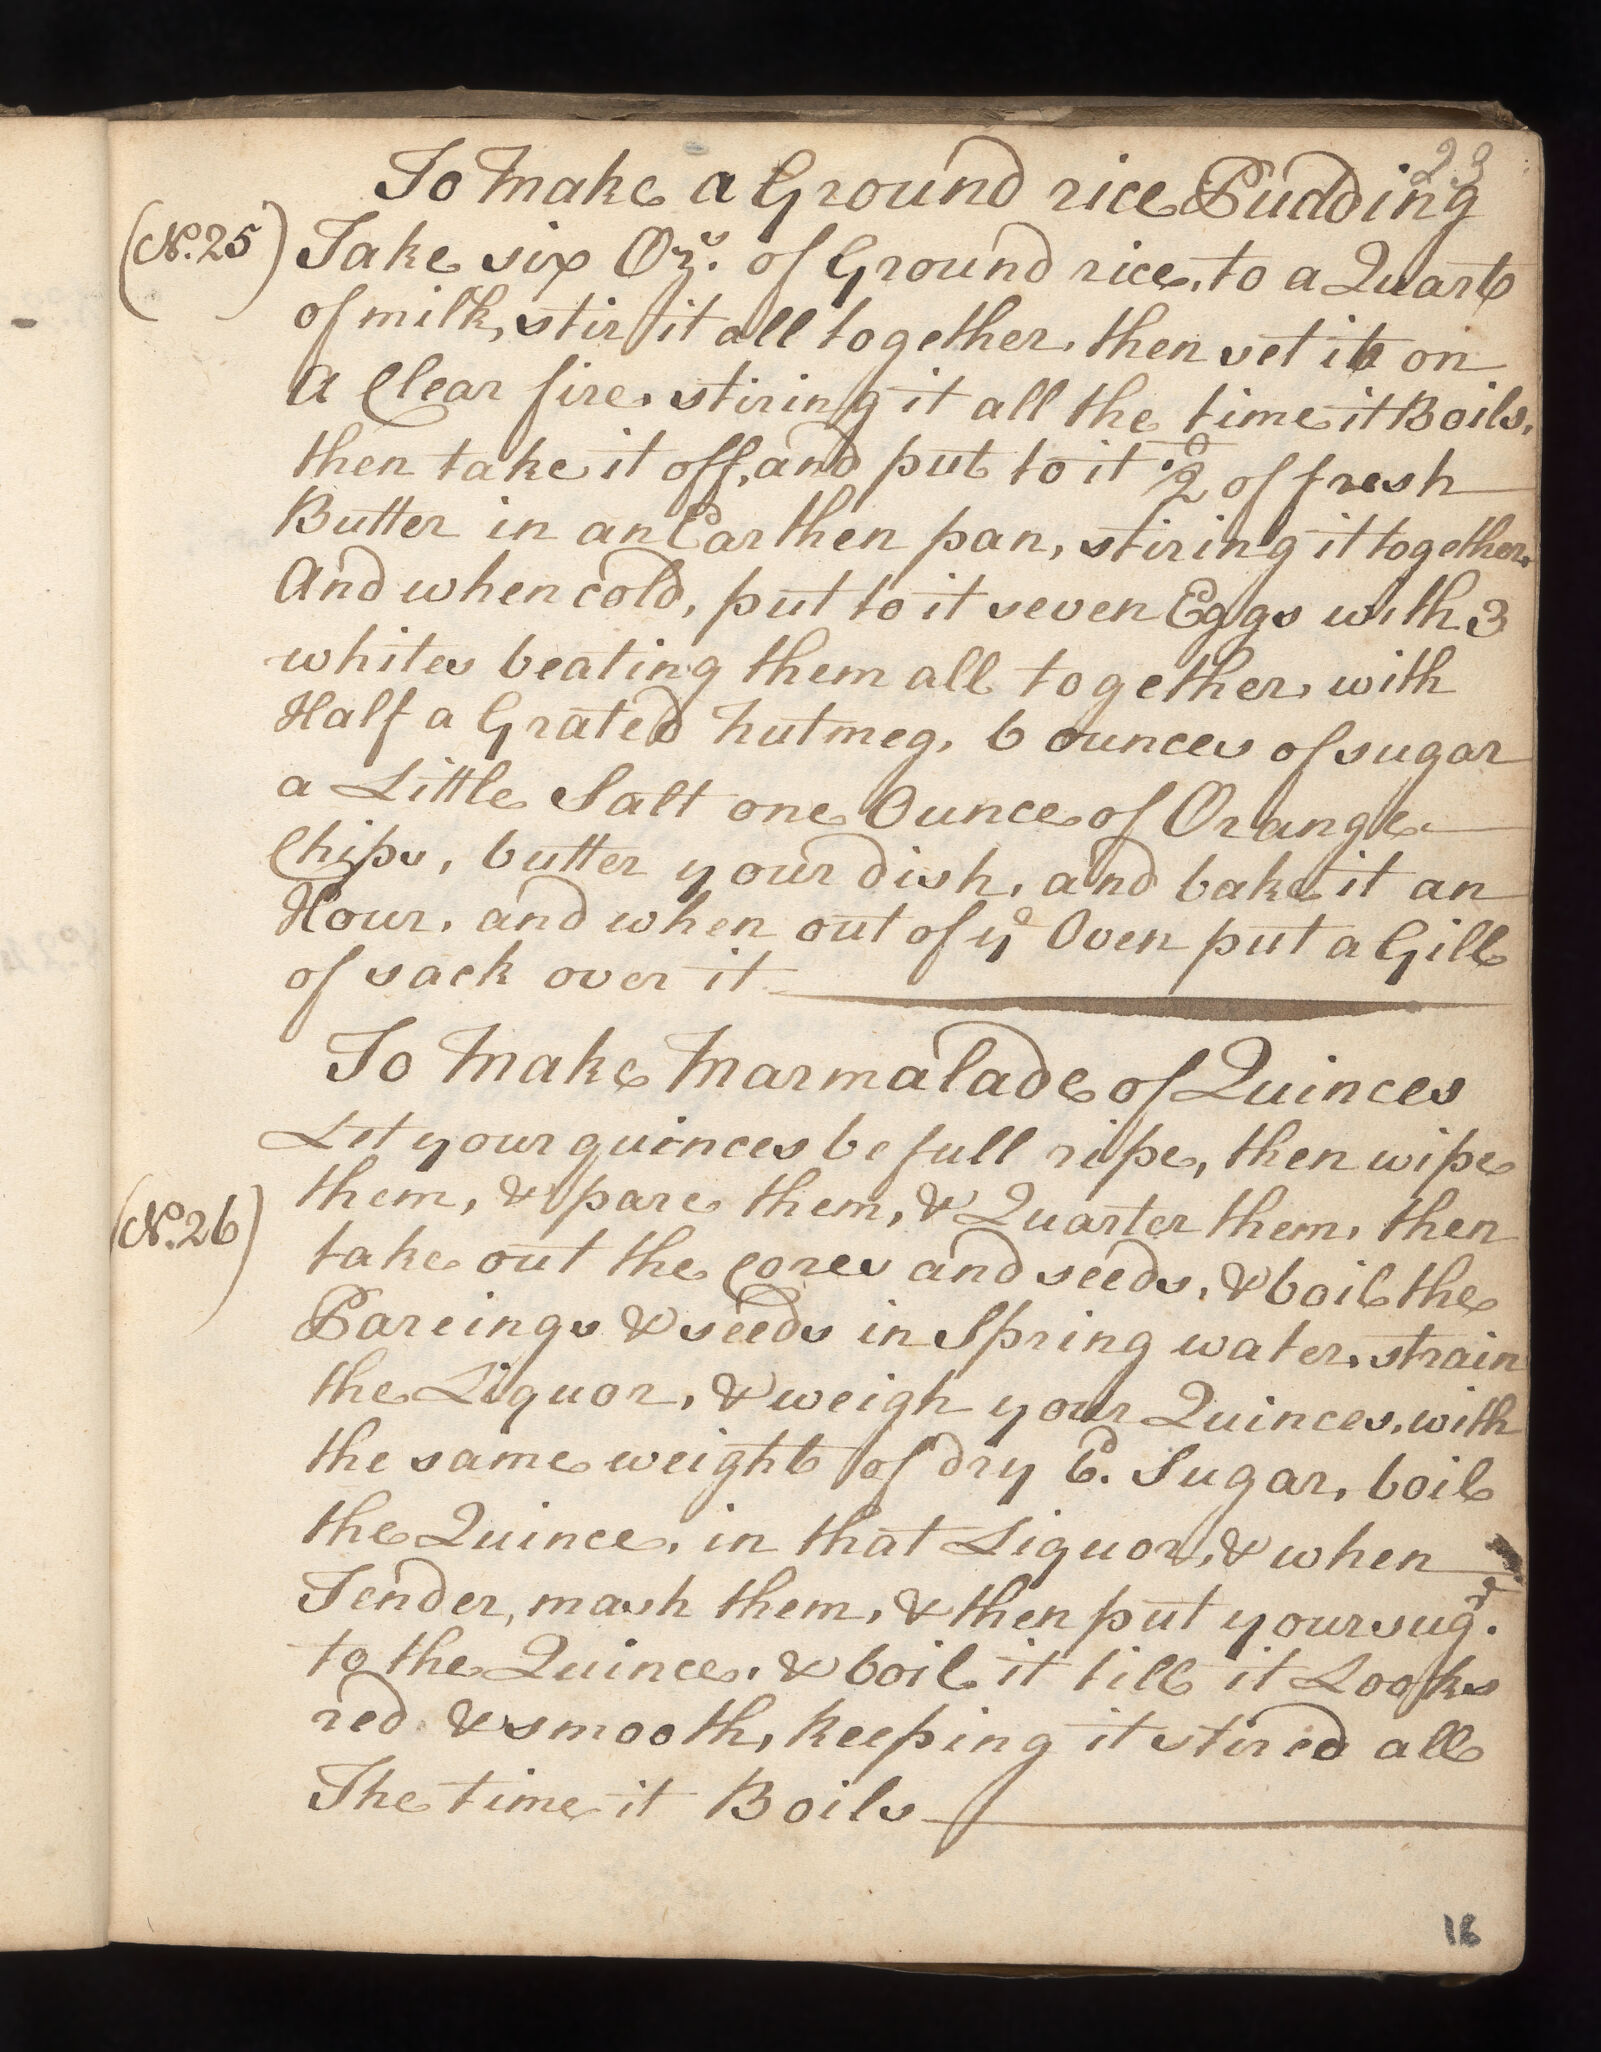 23
To Make a Ground rice Pudding
(No. 25) Take six Ozs. of Ground rice, to a Quart
of milk, stir it all together, then set it on
A Clear fire, stiring it all the time it Boils,
then take it off, and put to it of fresh
Butter in an Earthen pan, stiring it together.
And when cold, put to it seven Eggs with 3
whites beating them all together, with
Half a Grated Nutmeg, 6 ounces of sugar
a Little Salt one Ounce of Orange
Chips, butter your dish, and bake it an
Hour, and when out of ye Oven put a Gill
of sack over it
To Make Marmalade of Quinces
Let your quinces be full ripe, then wipe
(No. 26) them, & pare them, & Quarter them, then
take out the cores and seeds, & boil the
Pareings & seeds in Spring water, strain
the Liquor, & weigh your Quinces, with
the same weight of dry Sugar, boil
the Quince, in that Liquor, & when
Tender, mash them, & then put your sugr.
to the Quince, & boil it till it Looks
red & smooth, keeping it stired all
The time it Boils
16